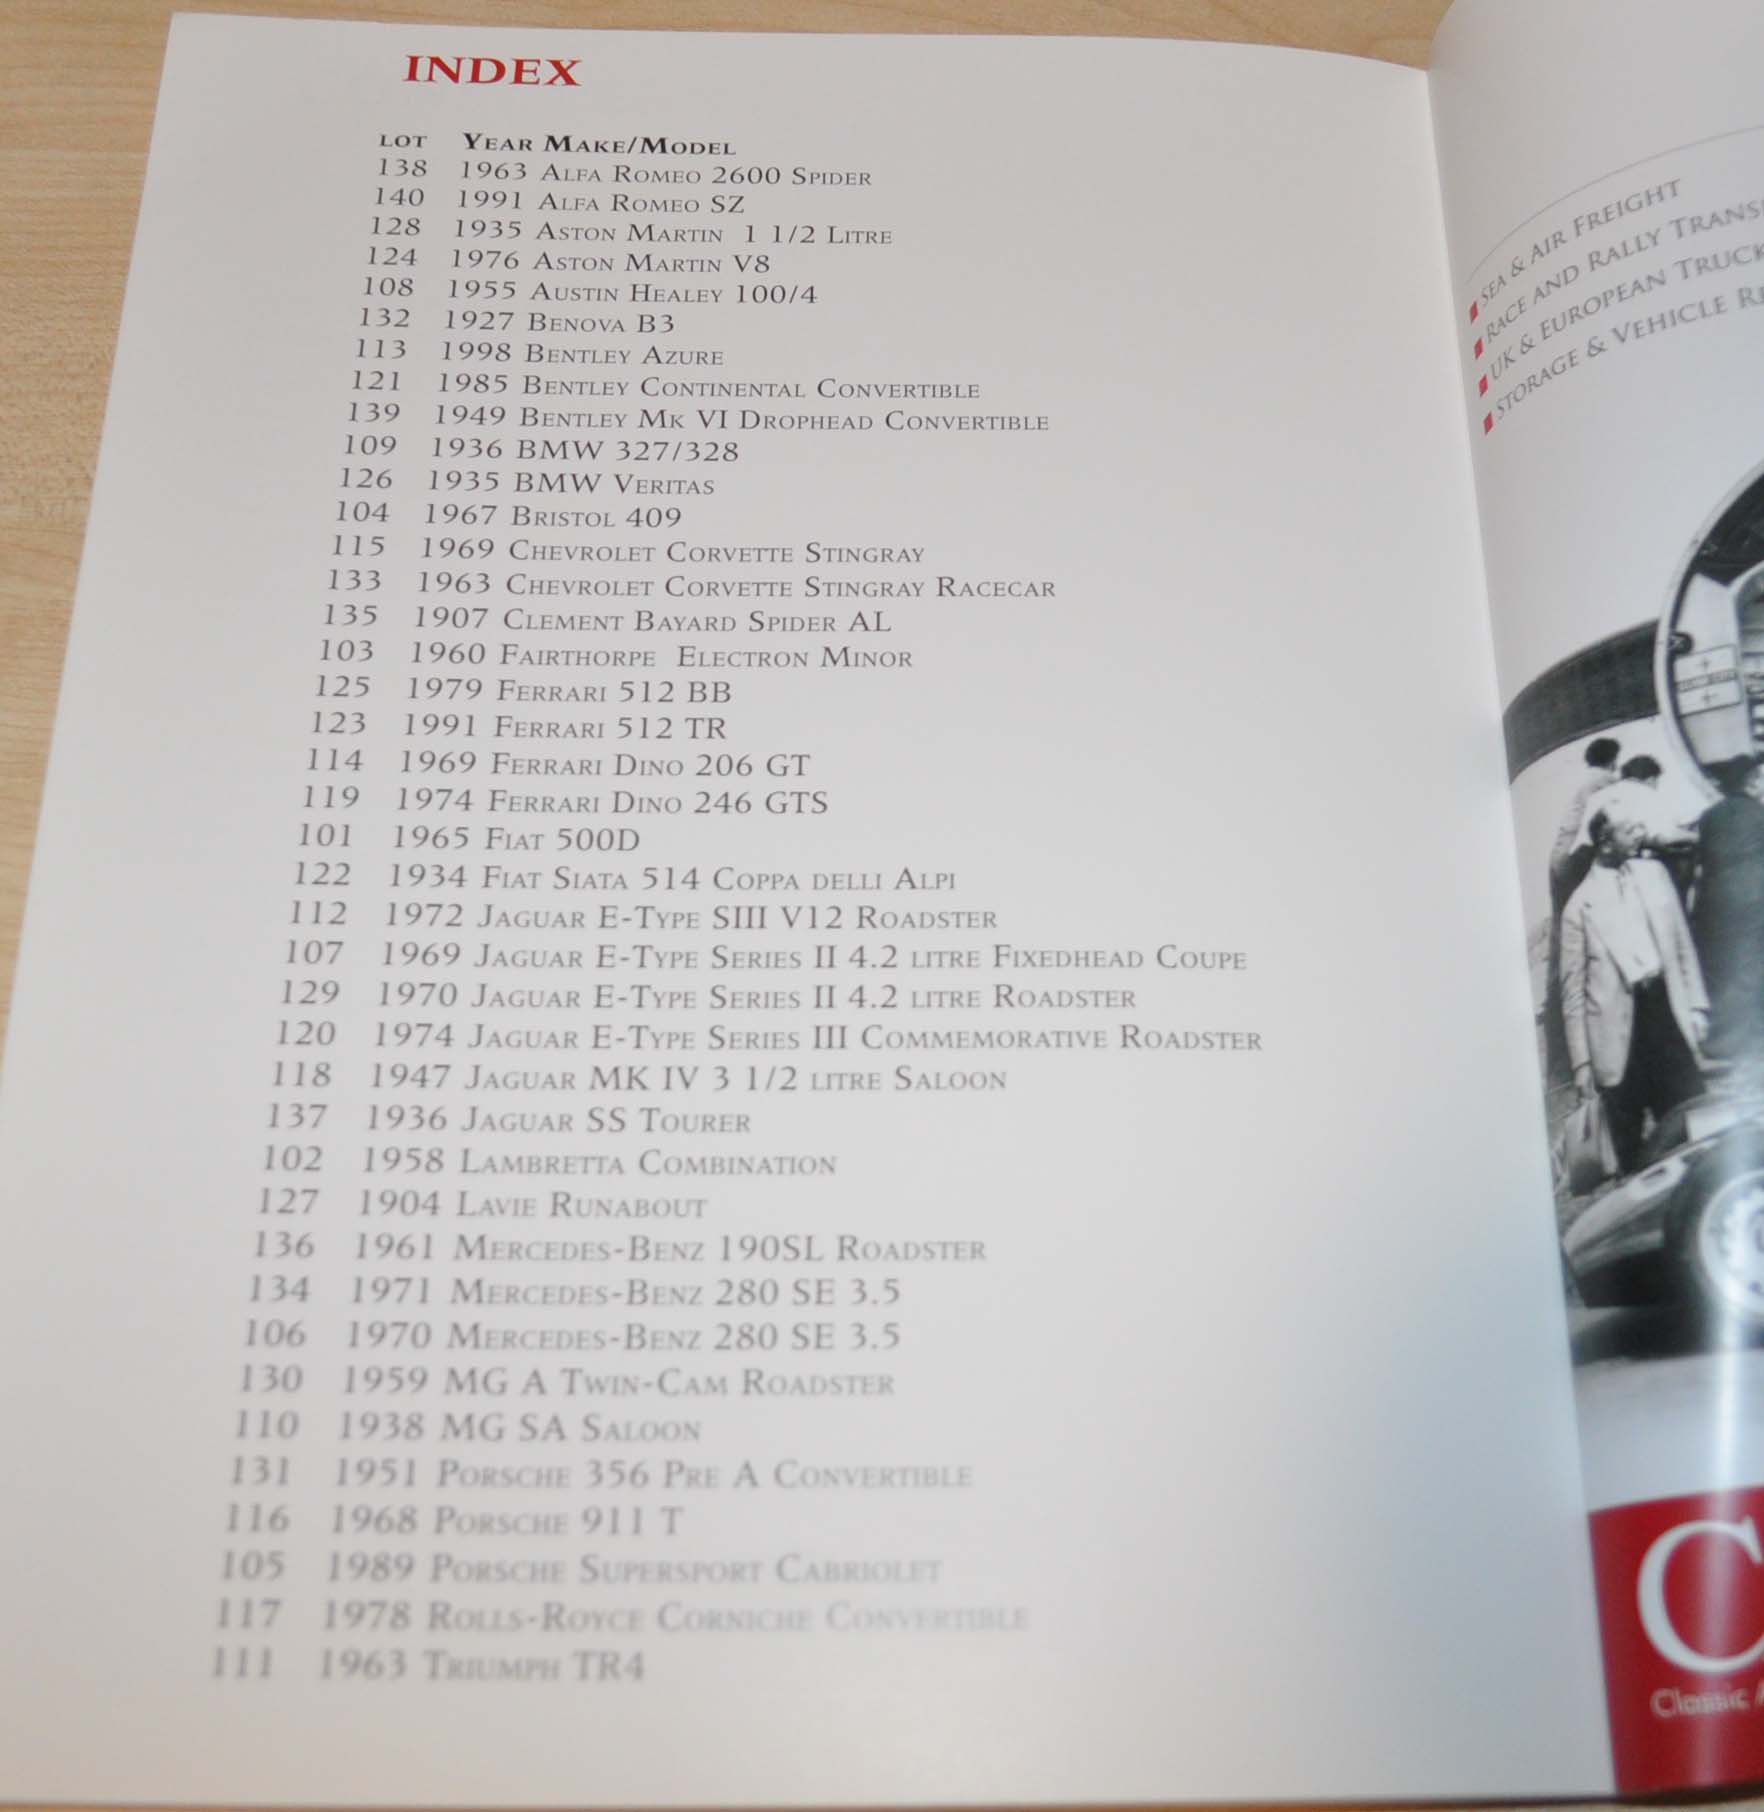 INDEX
LOT YEAR MAKE/MODEL
138 1963 ALFA ROMEO 2600 SPIDER
140 1991 ALFA ROMEO SZ
128 1935 ASTON MARTIN 1 1/2 LITRE
124 1976 ASTON MARTIN V8
108 1955 AUSTIN HEALEY 100/4
132 1927 BENOVA B3
113 1998 BENTLEY AZURE
121 1985 BENTLEY CONTINENTAL CONVERTIBLE
139 1949 BENTLEY MK VI DROPHEAD CONVERTIBLE
109 1936 BMW 327/328
126 1935 BMW VERITAS
104 1967 BRISTOL 409
115 1969 CHEVROLET CORVETTE STINGRAY
133 1963 CHEVROLET CORVETTE STINGRAY RACECAR
135 1907 CLEMENT BAYARD SPIDER AL
103 1960 FAIRTHORPE ELECTRON MINOR
125 1979 FERRARI 512 BB
123 1991 FERRARI 512 TR
114 1969 FERRARI DINO 206 GT
119 1974 FERRARI DINO 246 GTS
101 1965 FIAT 500D
122 1934 FIAT SIATA 514 COPPA DELLI ALPI
112 1972 JAGUAR E-TYPE SIII V12 ROADSTER
107 1969 JAGUAR E-TYPE SERIES II 4.2 LITRE FIXEDHEAD COUPE
129 1970 JAGUAR E-TYPE SERIES II 4.2 LITRE ROADSTER
120 1974 JAGUAR E-TYPE SERIES III COMMEMORATIVE ROADSTER
118 1947 JAGUAR MK IV 3 1/2 LITRE SALOON
137 1936 JAGUAR SS TOURER
102 1958 LAMBRETTA COMBINATION
127 1904 LAVIE RUNABOUT
136 1961 MERCEDES-BENZ 190SL ROADSTER
134 1971 MERCEDES-BENZ 280 SE 3.5
106 1970 MERCEDES-BENZ 280 SE 3.5
130 1959 MG A TWIN-CAM ROADSTER
110 1938 MG SA SALOON
131 1951 PORSCHE 356 PRE A CONVERTIBLE
116 1968 PORSCHE 911 T
105 1989 PORSCHE SUPERSPORT CABRIOLET
117 1978 ROLLS-ROYCE CORNICHE CONVERTIBLE
111 1963 TRIUMPH TR4
SEA & AIR FREIGHT
RACE AND RALLY TRANS
UK & EUROPEAN TRUCK
STORAGE & VEHICLE RE
C
Classic